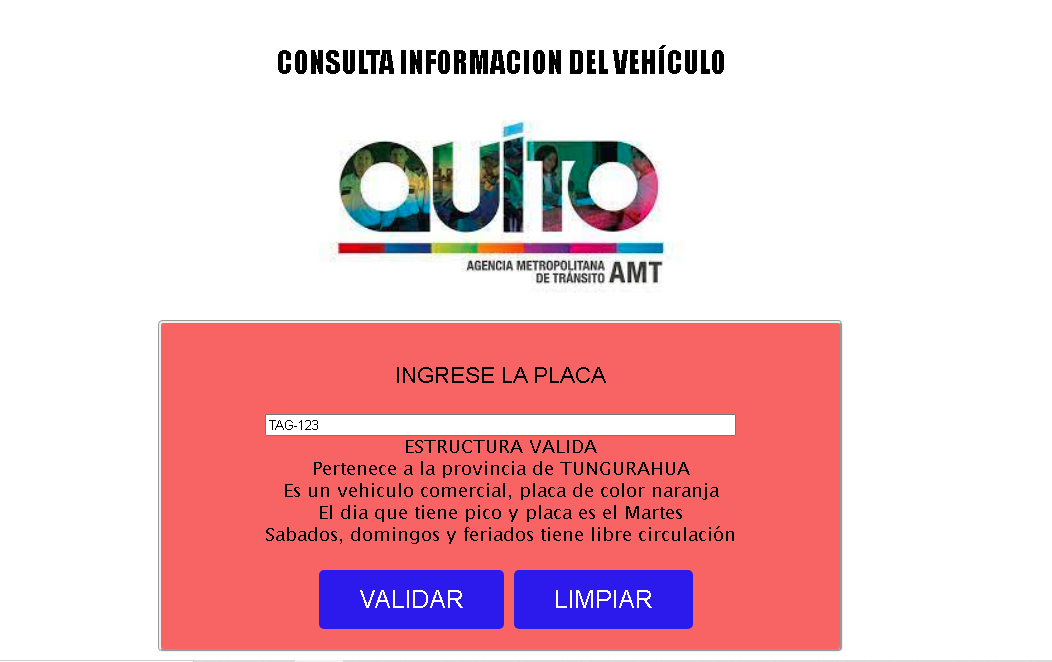 CONSULTA INFORMACION DEL VEHÍCULO
QUÍTO
AGENCIA METROPOLITANA
DE TRÁNSITO AMT
INGRESE LA PLACA
TAG-123
ESTRUCTURA VALIDA
Pertenece a la provincia de TUNGURAHUA
Es un vehiculo comercial, placa de color naranja
El dia que tiene pico y placa es el Martes
Sabados, domingos y feriados tiene libre circulación
VALIDAR LIMPIAR